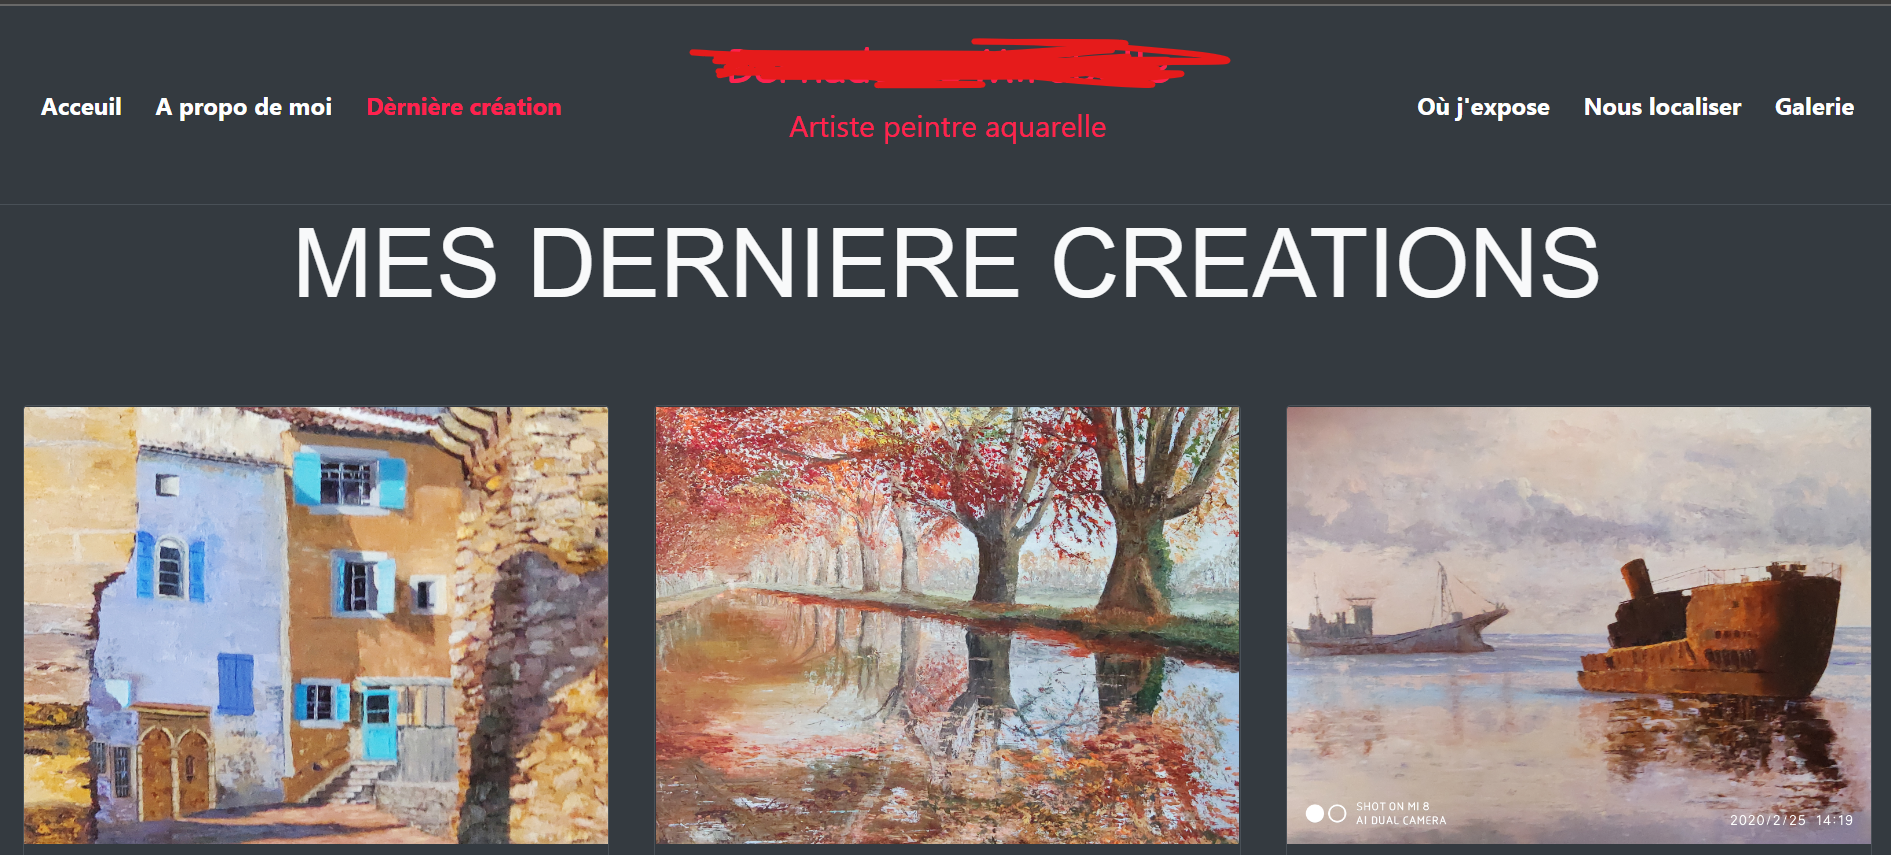 Acceuil A propo de moi Dèrnière création
Artiste peintre aquarelle
Où j'expose Nous localiser Galerie
MES DERNIERE CREATIONS
SHOT ON MI 8
AI DUAL CAMERA
2020/2/25 14:19